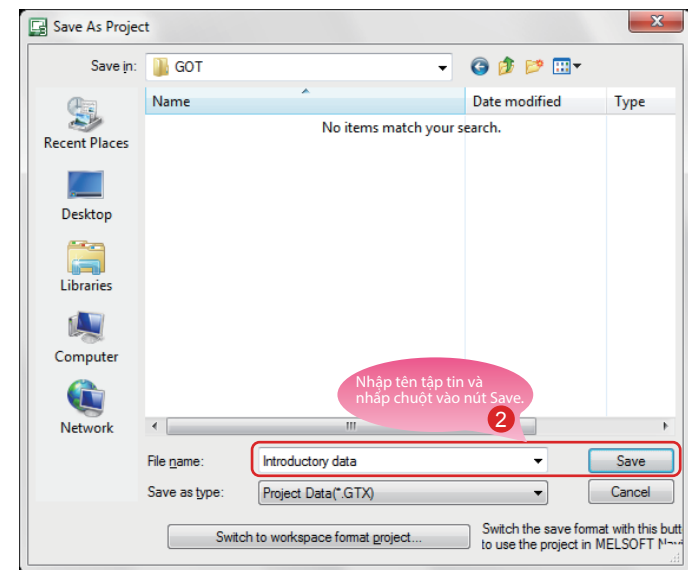 Save As Project
Save in:
GOT
Name
Date modified
Type
No items match your search.
Recent Places
Desktop
Libraries
Computer
Network
Nhập tên tập tin và
nhấp chuột vào nút Save.
2
File name:
Introductory data
Save
Save as type:
Project Data(*.GTX)
Cancel
Switch to workspace format project...
Switch the save format with this
to use the project in MELSOFT